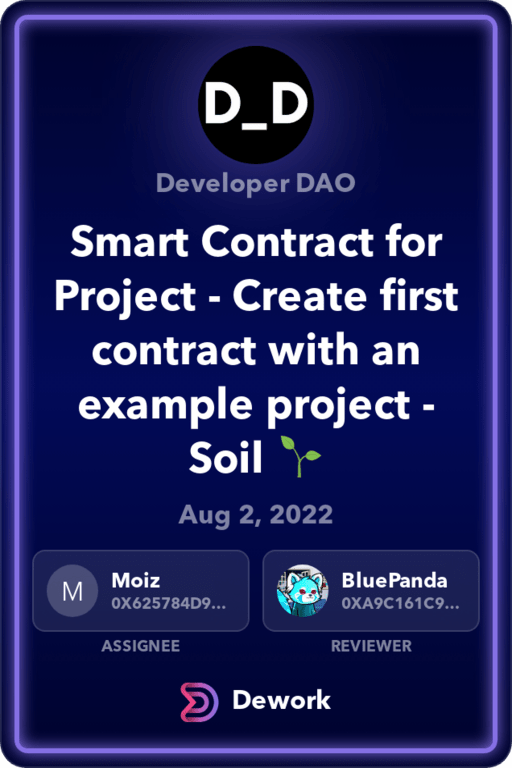 D_D
Developer DAO
Smart Contract for
Project - Create first
contract with an
example project -
Soil 🌱
Aug 2, 2022
M
Moiz
0X625784D9...
BluePanda
0XA9C161C9...
ASSIGNEE
REVIEWER
Dework